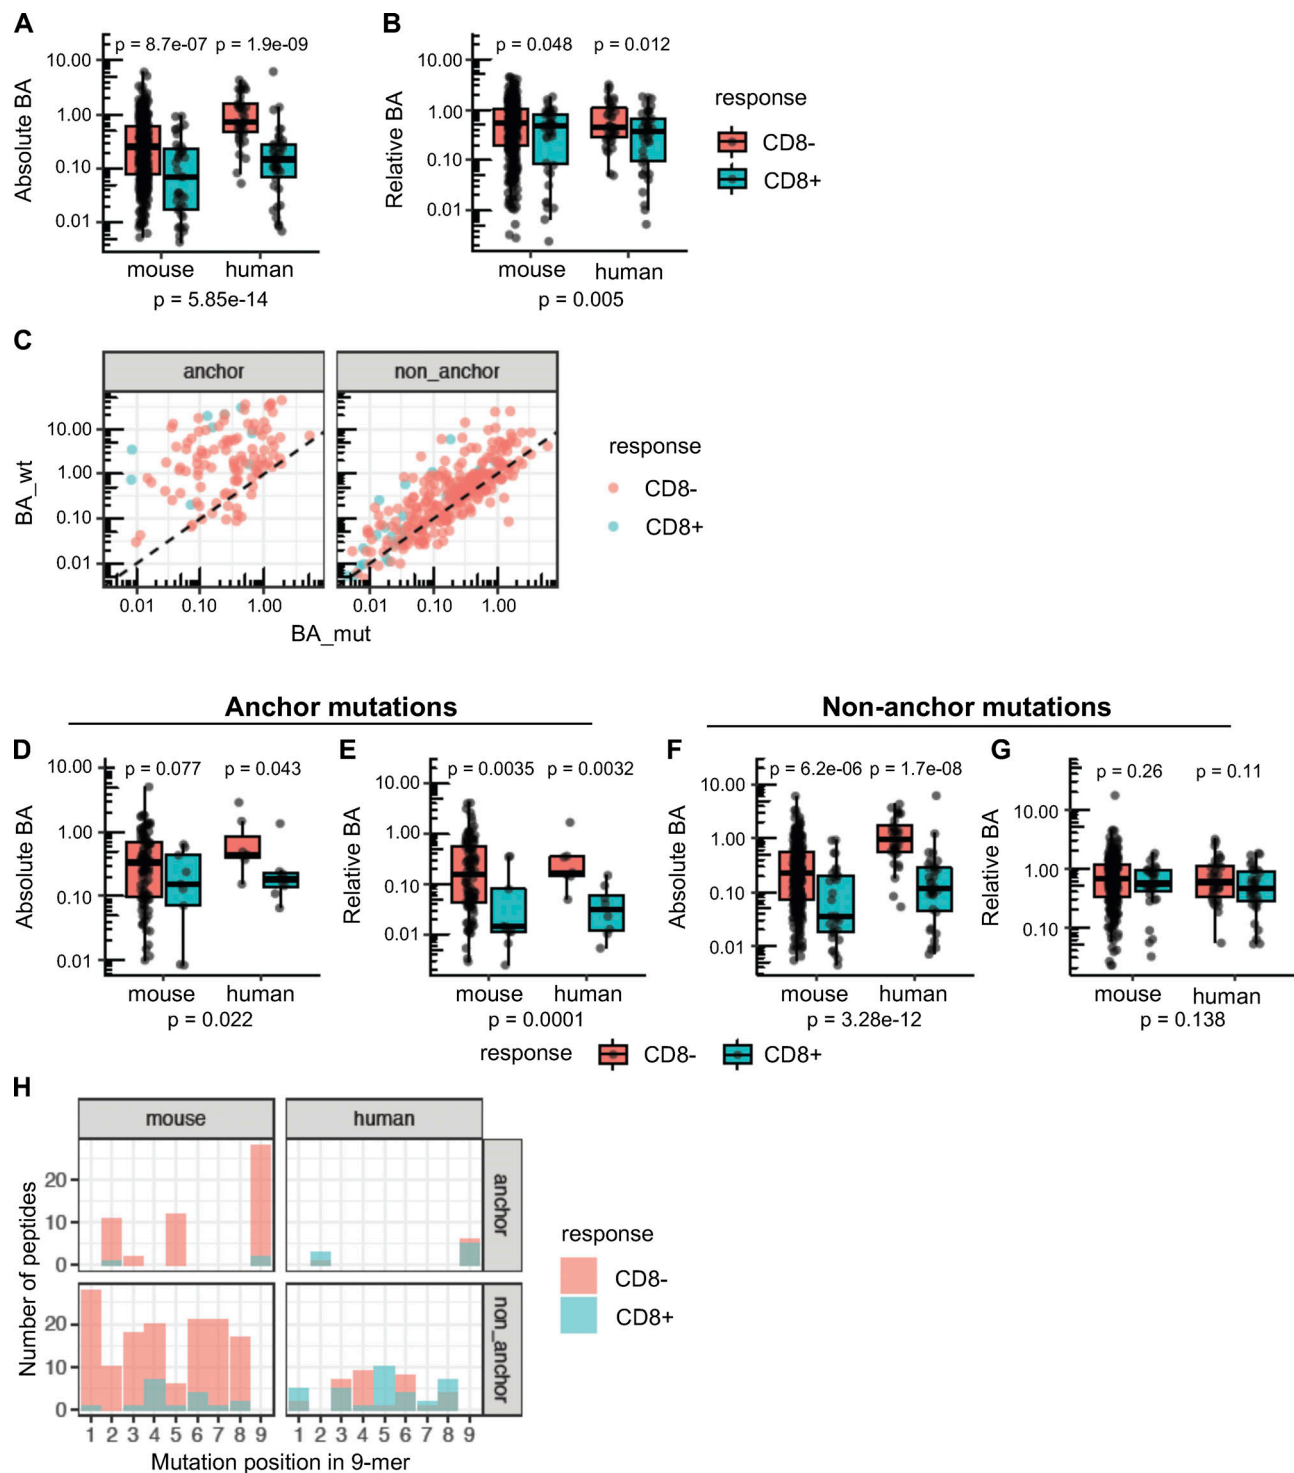 A
B
p = 8.7e-07 p = 1.9e-09
p = 0.048 p = 0.012
Absolute BA
10.00
1.00
0.10
0.01
mouse human
p = 5.85e-14
Relative BA
10.00
1.00
0.10
0.01
mouse human
p = 0.005
response
CD8-
CD8+
C
anchor
non_anchor
BA_wt
10.00
1.00
0.10
0.01
0.01 0.10 1.00
0.01 0.10 1.00
BA_mut
response
CD8-
CD8+
Anchor mutations
Non-anchor mutations
D
p = 0.077 p = 0.043
Absolute BA
10.00
1.00
0.10
0.01
mouse human
p = 0.022
E
p = 0.0035 p = 0.0032
Relative BA
10.00
1.00
0.10
0.01
mouse human
p = 0.0001
F
p = 6.2e-06 p = 1.7e-08
Absolute BA
10.00
1.00
0.10
0.01
mouse human
p = 3.28e-12
G
p = 0.26 p = 0.11
Relative BA
10.00
1.00
0.10
mouse human
p = 0.138
response CD8- CD8+
H
mouse
human
anchor
non_anchor
Number of peptides
20
10
0
20
10
0
1 2 3 4 5 6 7 8 9
1 2 3 4 5 6 7 8 9
Mutation position in 9-mer
response
CD8-
CD8+